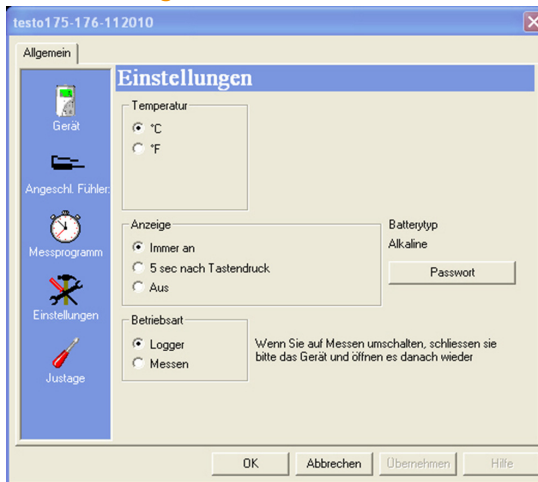 testo175-176-112010
Allgemein
Einstellungen
Gerät
Angeschl. Fühler:
Messprogramm
Einstellungen
Justage
Temperatur
°C
°F
Anzeige
Immer an
5 sec nach Tastendruck
Aus
Batterytyp
Alkaline
Passwort
Betriebsart
Logger
Messen
Wenn Sie auf Messen umschalten, schliessen sie
bitte das Gerät und öffnen es danach wieder
OK
Abbrechen
Übernehmen
Hilfe